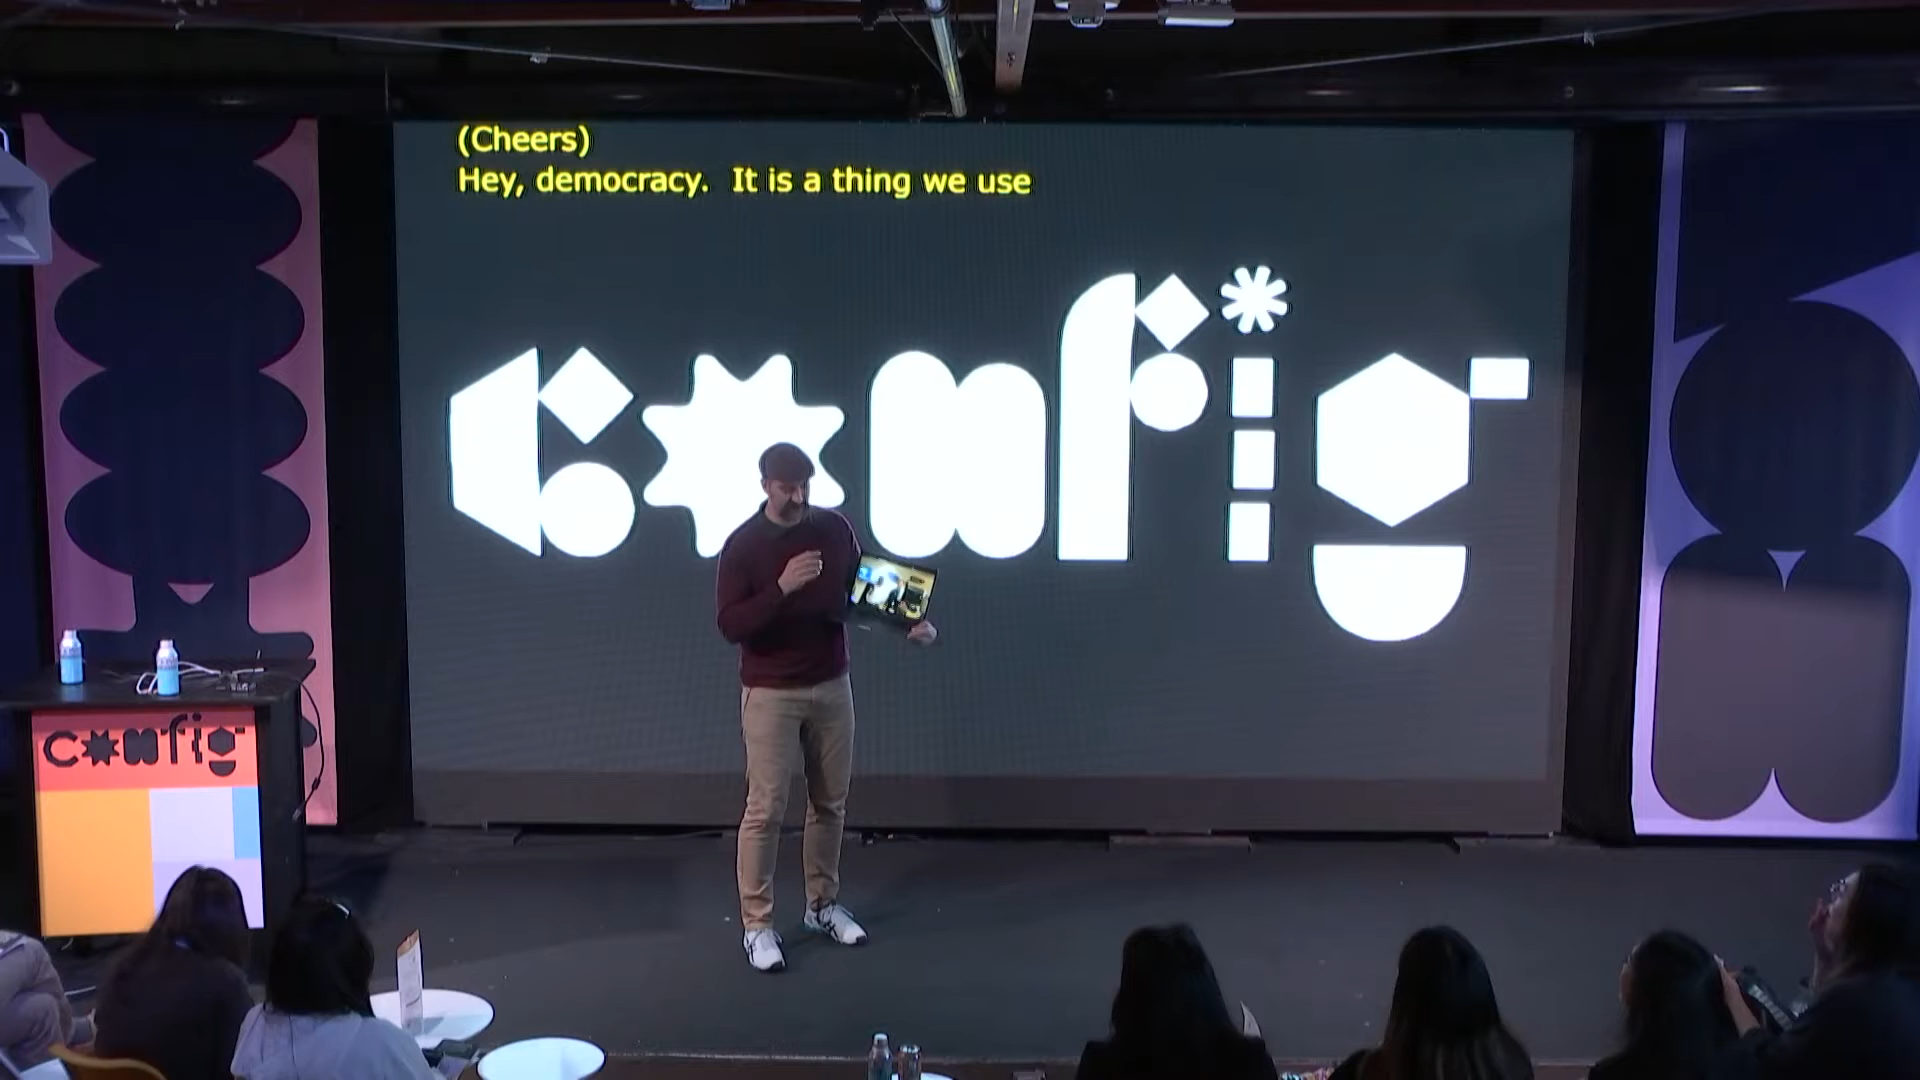 (Cheers)
Hey, democracy.  It is a thing we use
config
config